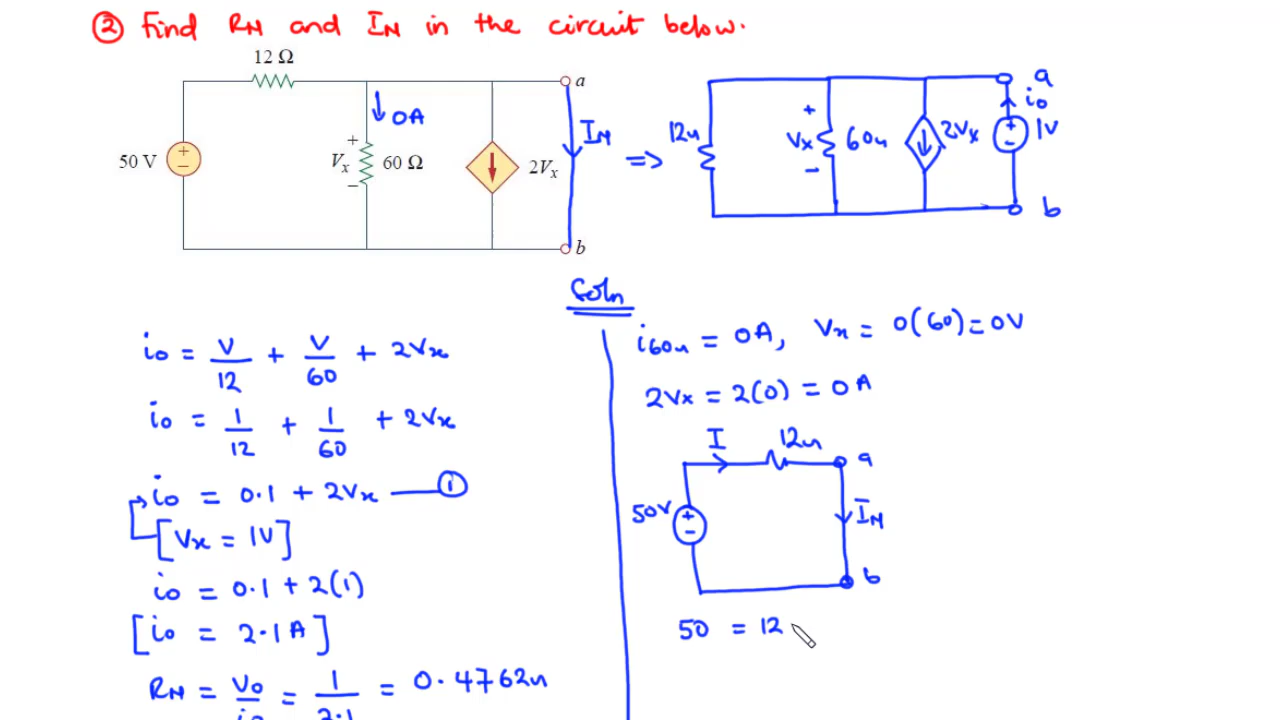 ② Find RN and IN in the circuit below.
12 Ω
a
0A
IN
50 V
+
−
+
Vx
−
60 Ω
2Vx
b
=>
12Ω
+
Vx
−
60Ω
2Vx
a
io
+
−
1V
b
Soln
io = V/12 + V/60 + 2Vx
io = 1/12 + 1/60 + 2Vx
io = 0.1 + 2Vx —— ①
[Vx = 1V]
io = 0.1 + 2(1)
[io = 2.1A]
RN = Vo/io = 1/2.1 = 0.4762Ω
i60Ω = 0A, Vx = 0(60) = 0V
2Vx = 2(0) = 0A
I
12Ω
a
50V
+
−
IN
b
50 = 12